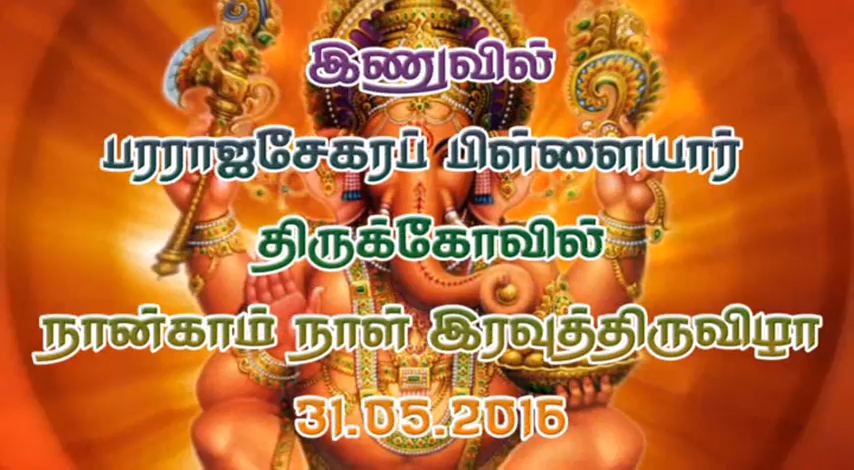 இணுவில்
பரராஜசேகரப் பிள்ளையார்
திருக்கோவில்
நான்காம் நாள் இரவுத்திருவிழா
31.05.2016